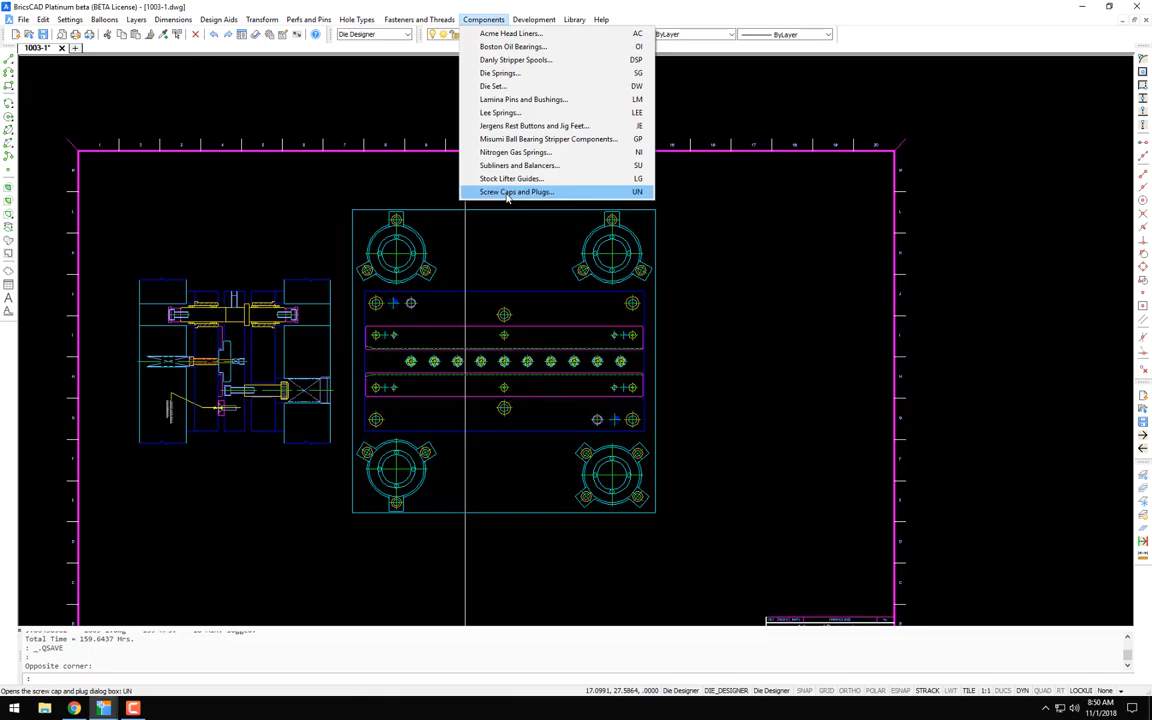 BricsCAD Platinum beta (BETA License) - [1003-1.dwg]
File Edit Settings Balloons Layers Dimensions Design Aids Transform Perfs and Pins Hole Types Fasteners and Threads Components Development Library Help
Die Designer
ByLayer
ByLayer
1003-1*
Acme Head Liners... AC
Boston Oil Bearings... OI
Danly Stripper Spools... DSP
Die Springs... SG
Die Set... DW
Lamina Pins and Bushings... LM
Lee Springs... LEE
Jergens Rest Buttons and Jig Feet... JE
Misumi Ball Bearing Stripper Components... GP
Nitrogen Gas Springs... NI
Subliners and Balancers... SU
Stock Lifter Guides... LG
Screw Caps and Plugs... UN
Total Time = 159.6437 Hrs.
: _.QSAVE
:
Opposite corner:
:
Opens the screw cap and plug dialog box: UN
17.0991, 27.5864, .0000 Die Designer DIE_DESIGNER Die Designer SNAP GRID ORTHO POLAR ESNAP STRACK LWT TILE 1:1 DUCS DYN QUAD RT LOCKUI None
8:50 AM
11/1/2018